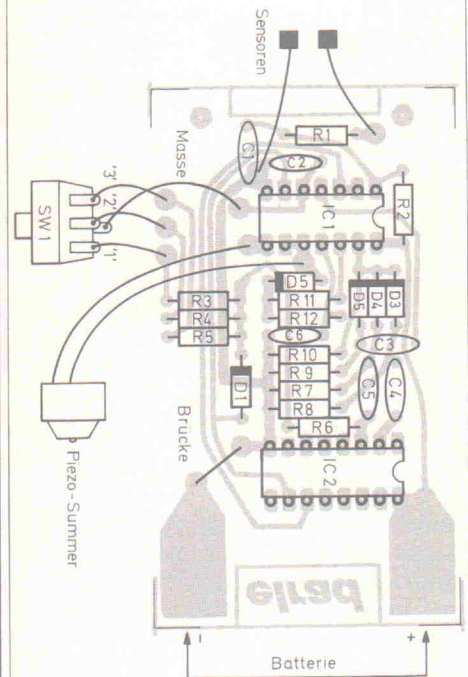 Sensoren
R1
C1
C2
Masse
IC1
R2
'3'
'2'
'1'
SW1
D5
R11
R12
D5
D4
D3
R3
R4
R5
C6
C3
R10
R9
R7
R8
C5
C4
D1
R6
Piezo-Summer
Brücke
IC2
elrad
-
+
Batterie